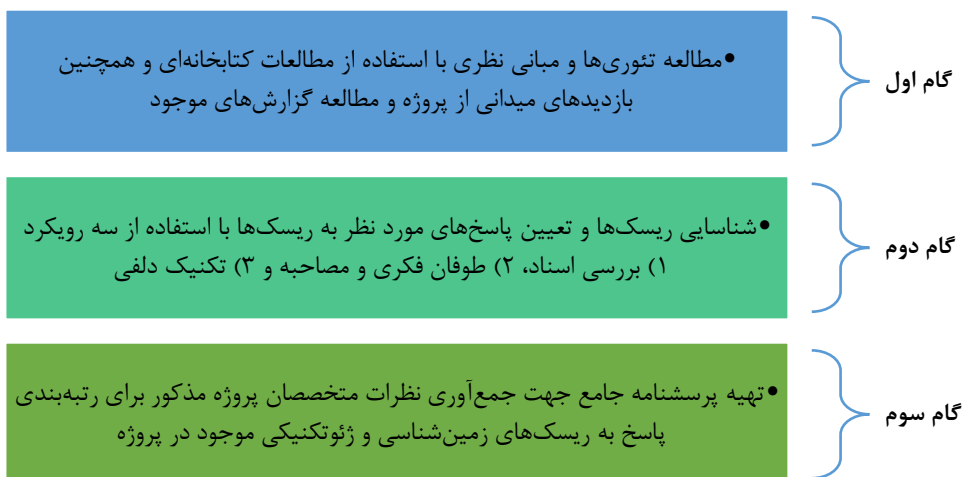 گام اول
•مطالعه تئوری‌ها و مبانی نظری با استفاده از مطالعات کتابخانه‌ای و همچنین
بازدیدهای میدانی از پروژه و مطالعه گزارش‌های موجود
گام دوم
•شناسایی ریسک‌ها و تعیین پاسخ‌های مورد نظر به ریسک‌ها با استفاده از سه رویکرد
۱) بررسی اسناد، ۲) طوفان فکری و مصاحبه و ۳) تکنیک دلفی
گام سوم
•تهیه پرسشنامه جامع جهت جمع‌آوری نظرات متخصصان پروژه مذکور برای رتبه‌بندی
پاسخ به ریسک‌های زمین‌شناسی و ژئوتکنیکی موجود در پروژه